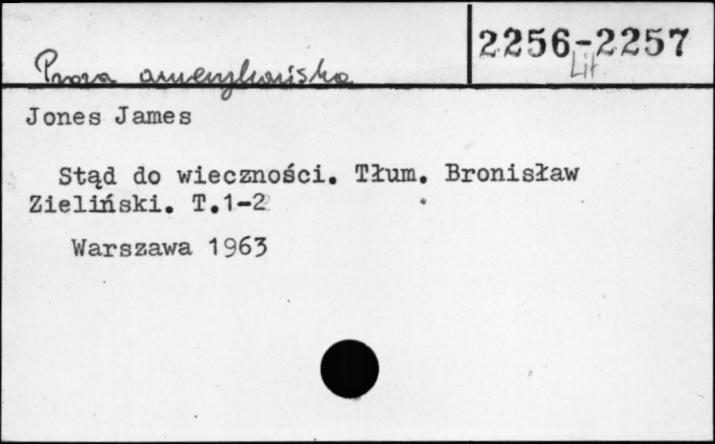 Proza amerykańska
2256-2257
Lit.
Jones James
Stąd do wieczności. Tłum. Bronisław
Zieliński. T.1-2
Warszawa 1963